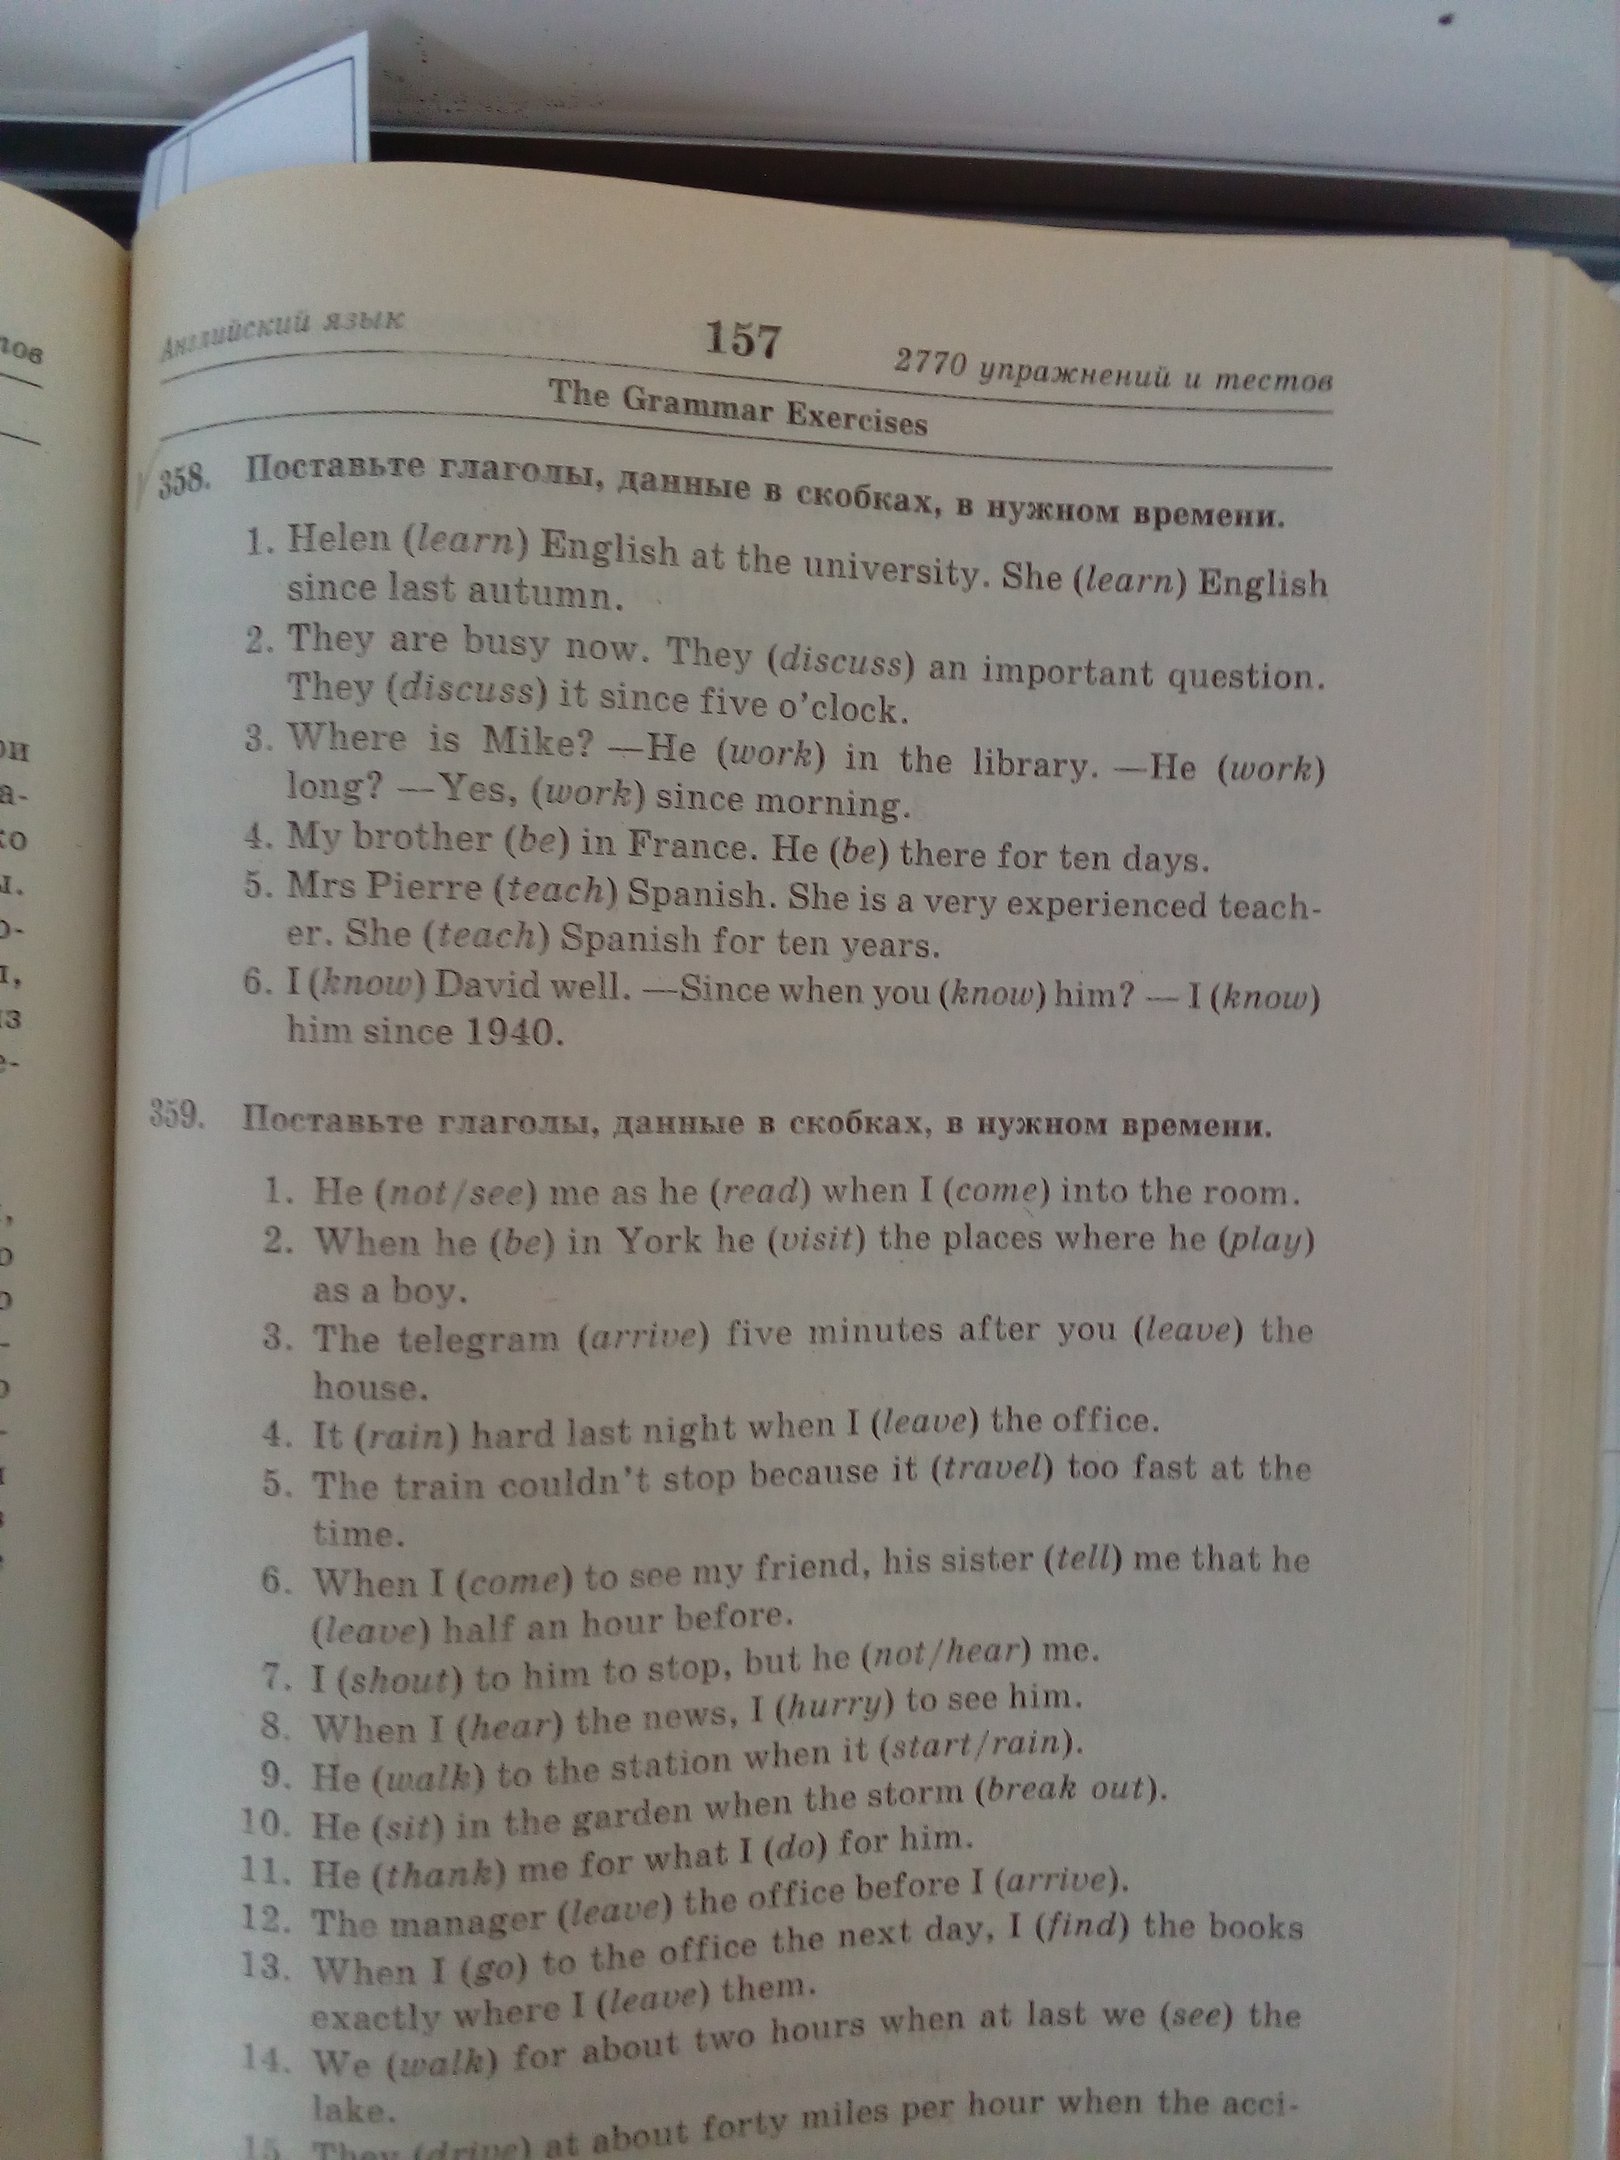 тов
Английский язык
157
2770 упражнений и тестов
The Grammar Exercises
358. Поставьте глаголы, данные в скобках, в нужном времени.
1. Helen (learn) English at the university. She (learn) English
since last autumn.
2. They are busy now. They (discuss) an important question.
They (discuss) it since five o’clock.
3. Where is Mike? —He (work) in the library. —He (work)
long? —Yes, (work) since morning.
4. My brother (be) in France. He (be) there for ten days.
5. Mrs Pierre (teach) Spanish. She is a very experienced teach-
er. She (teach) Spanish for ten years.
6. I (know) David well. —Since when you (know) him? — I (know)
him since 1940.
359. Поставьте глаголы, данные в скобках, в нужном времени.
1. He (not/see) me as he (read) when I (come) into the room.
2. When he (be) in York he (visit) the places where he (play)
as a boy.
3. The telegram (arrive) five minutes after you (leave) the
house.
4. It (rain) hard last night when I (leave) the office.
5. The train couldn’t stop because it (travel) too fast at the
time.
6. When I (come) to see my friend, his sister (tell) me that he
(leave) half an hour before.
7. I (shout) to him to stop, but he (not/hear) me.
8. When I (hear) the news, I (hurry) to see him.
9. He (walk) to the station when it (start/rain).
10. He (sit) in the garden when the storm (break out).
11. He (thank) me for what I (do) for him.
12. The manager (leave) the office before I (arrive).
13. When I (go) to the office the next day, I (find) the books
exactly where I (leave) them.
14. We (walk) for about two hours when at last we (see) the
lake.
15. They (drive) at about forty miles per hour when the acci-